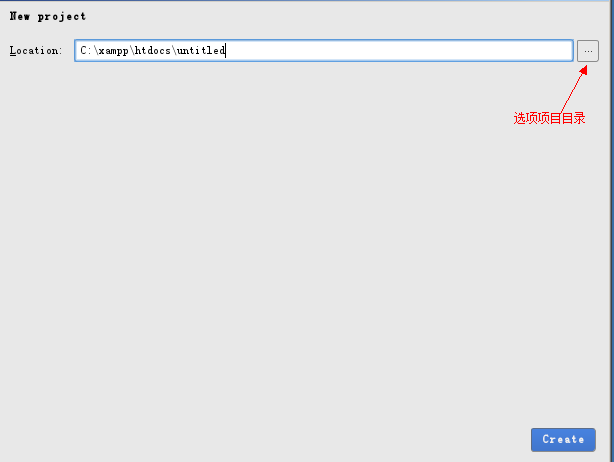 New project
Location: C:\xampp\htdocs\untitled ...
选项项目目录
Create